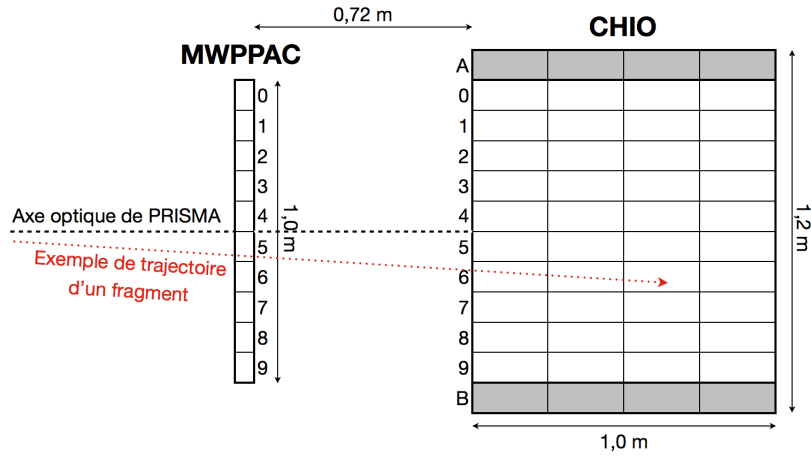 0,72 m
MWPPAC
CHIO
A
0
1
2
3
4
5
6
7
8
9
B
0
1
2
3
4
5
6
7
8
9
1,0 m
1,2 m
Axe optique de PRISMA
Exemple de trajectoire
d'un fragment
1,0 m